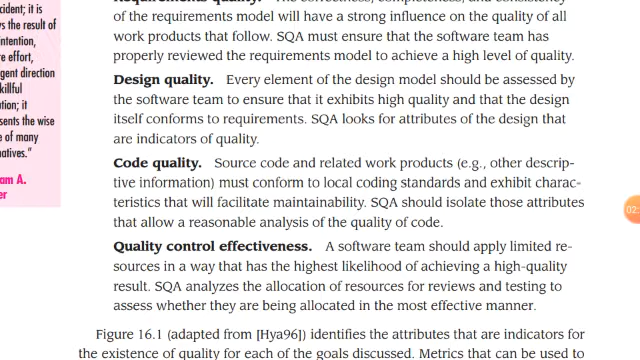 cident; it is
s the result of
intention,
re effort,
gent direction
killful
tion; it
sents the wise
e of many
natives."
am A.
er
Requirements quality. The correctness, completeness, and consistency
of the requirements model will have a strong influence on the quality of all
work products that follow. SQA must ensure that the software team has
properly reviewed the requirements model to achieve a high level of quality.
Design quality. Every element of the design model should be assessed by
the software team to ensure that it exhibits high quality and that the design
itself conforms to requirements. SQA looks for attributes of the design that
are indicators of quality.
Code quality. Source code and related work products (e.g., other descrip-
tive information) must conform to local coding standards and exhibit charac-
teristics that will facilitate maintainability. SQA should isolate those attributes
that allow a reasonable analysis of the quality of code.
Quality control effectiveness. A software team should apply limited re-
sources in a way that has the highest likelihood of achieving a high-quality
result. SQA analyzes the allocation of resources for reviews and testing to
assess whether they are being allocated in the most effective manner.
Figure 16.1 (adapted from [Hya96]) identifies the attributes that are indicators for
the existence of quality for each of the goals discussed. Metrics that can be used to
02: